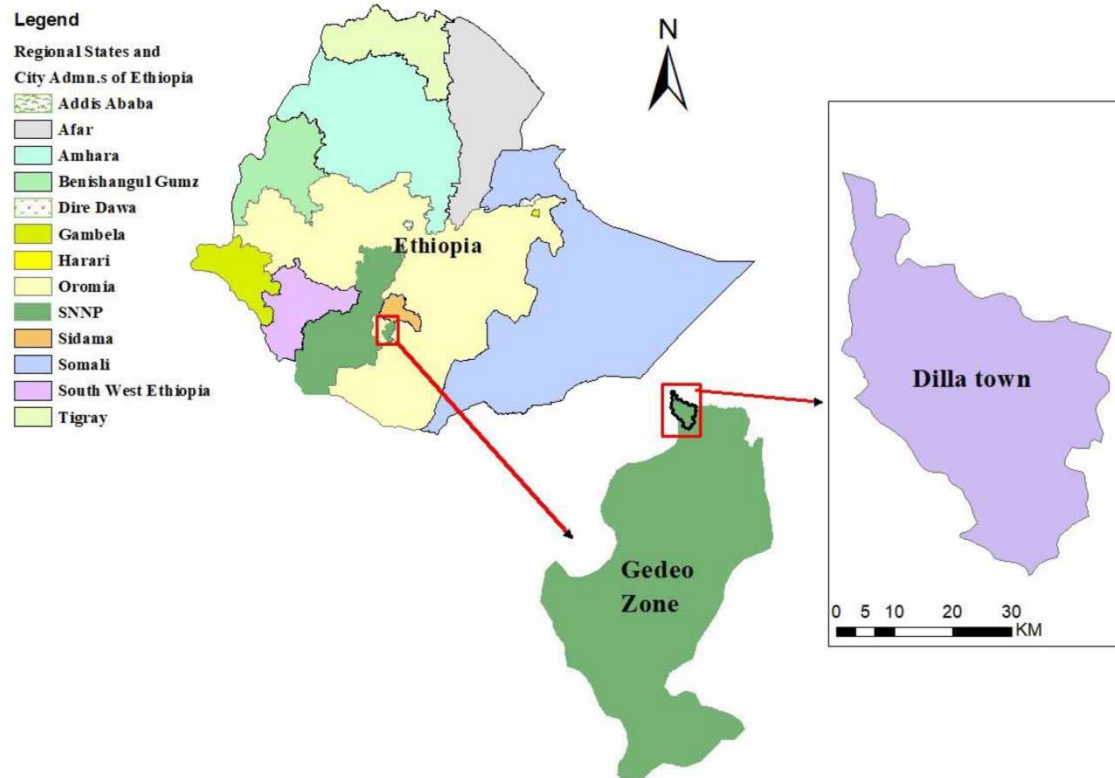 Legend
Regional States and
City Admn.s of Ethiopia
Addis Ababa
Afar
Amhara
Benishangul Gumz
Dire Dawa
Gambela
Harari
Oromia
SNNP
Sidama
Somali
South West Ethiopia
Tigray
N
Ethiopia
Gedeo
Zone
Dilla town
0 5 10 20 30
KM